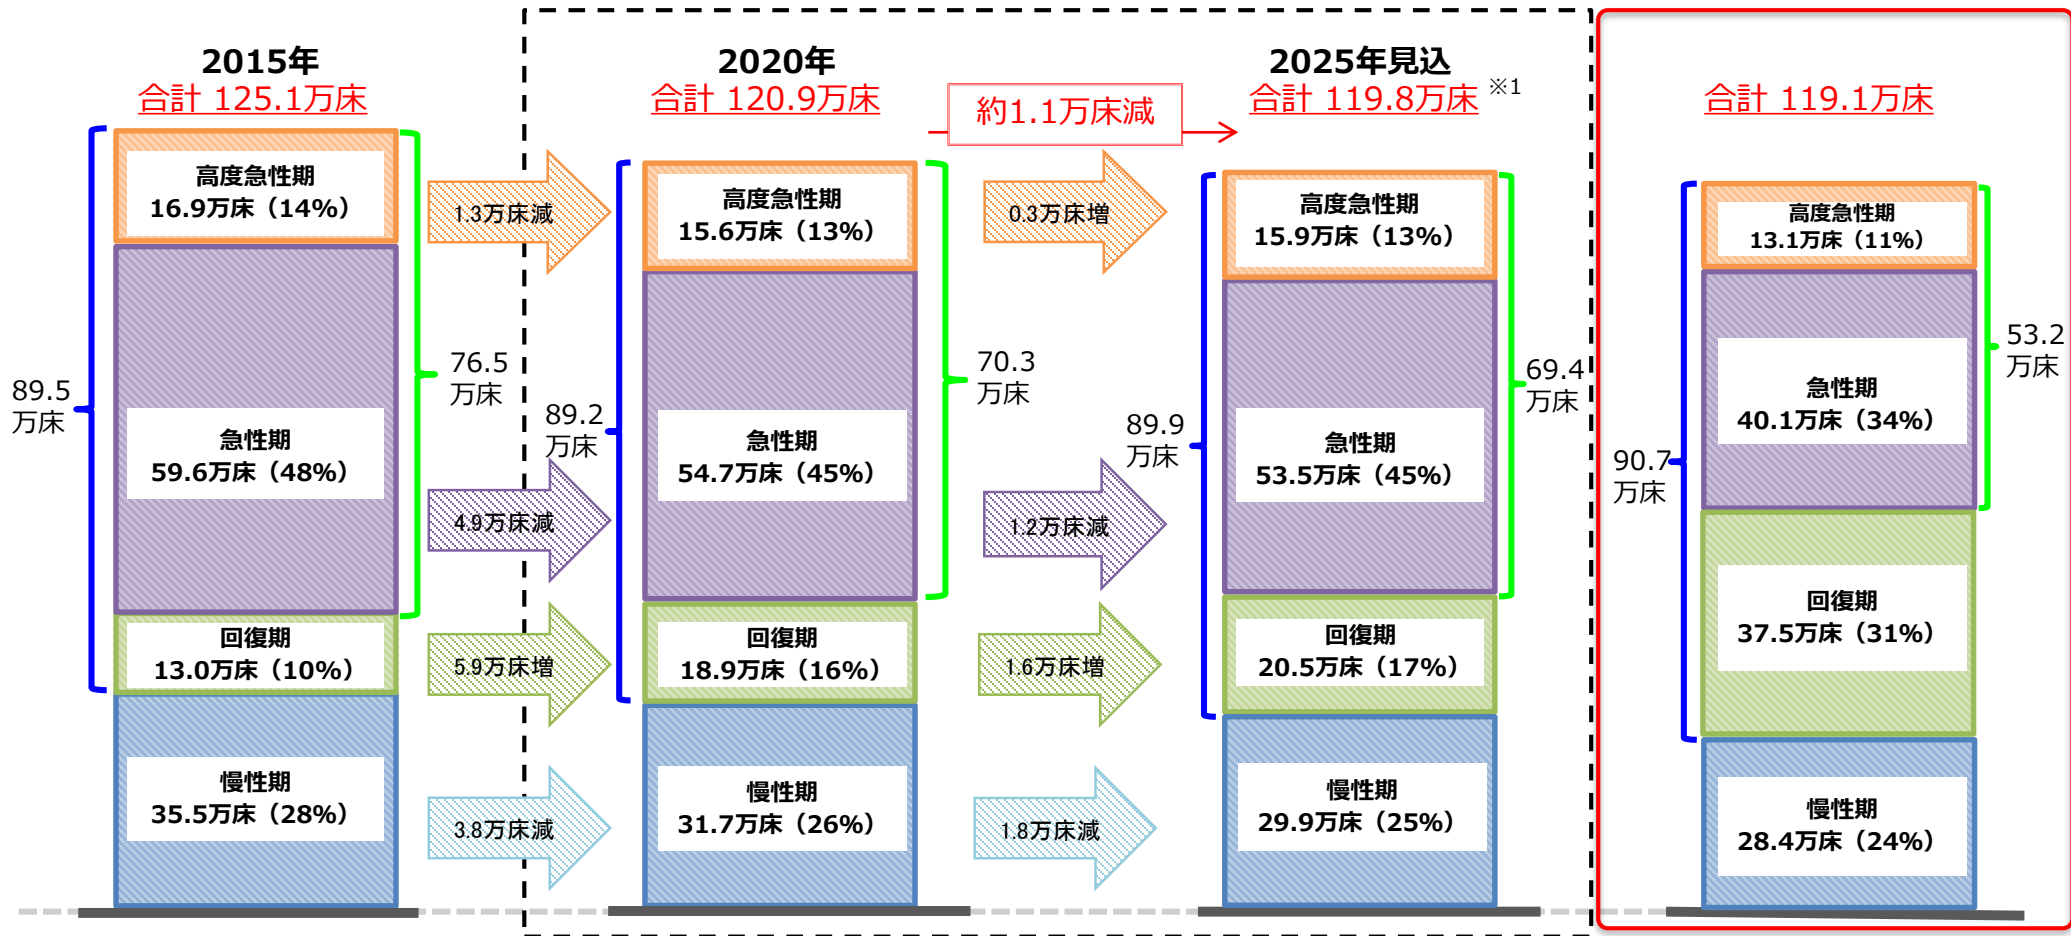 2015年
合計 125.1万床
高度急性期
16.9万床（14%）
急性期
59.6万床（48%）
回復期
13.0万床（10%）
慢性期
35.5万床（28%）
89.5
万床
76.5
万床
1.3万床減
4.9万床減
5.9万床増
3.8万床減
2020年
合計 120.9万床
高度急性期
15.6万床（13%）
急性期
54.7万床（45%）
回復期
18.9万床（16%）
慢性期
31.7万床（26%）
89.2
万床
70.3
万床
約1.1万床減
0.3万床増
1.2万床減
1.6万床増
1.8万床減
2025年見込
合計 119.8万床 ※1
高度急性期
15.9万床（13%）
急性期
53.5万床（45%）
回復期
20.5万床（17%）
慢性期
29.9万床（25%）
89.9
万床
69.4
万床
合計 119.1万床
高度急性期
13.1万床（11%）
急性期
40.1万床（34%）
回復期
37.5万床（31%）
慢性期
28.4万床（24%）
90.7
万床
53.2
万床